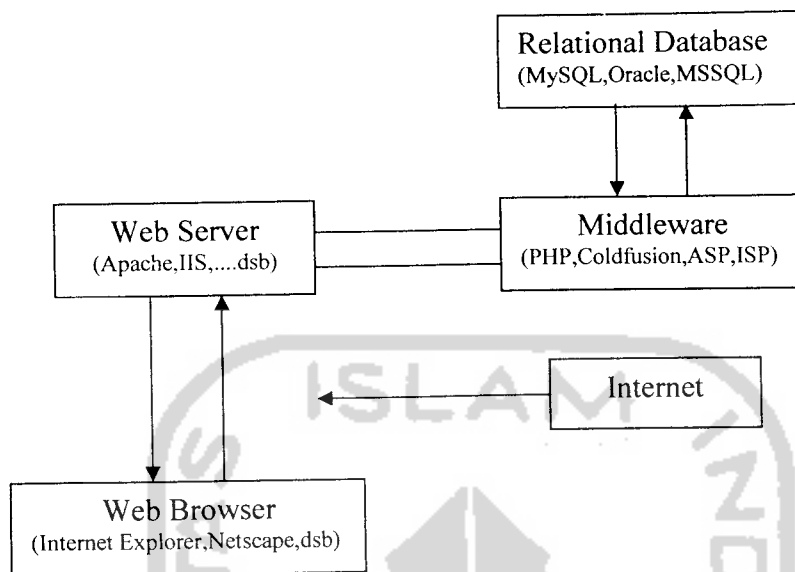 Relational Database
(MySQL,Oracle,MSSQL)
Web Server
(Apache,IIS,....dsb)
Middleware
(PHP,Coldfusion,ASP,ISP)
Internet
Web Browser
(Internet Explorer,Netscape,dsb)
ISLAM